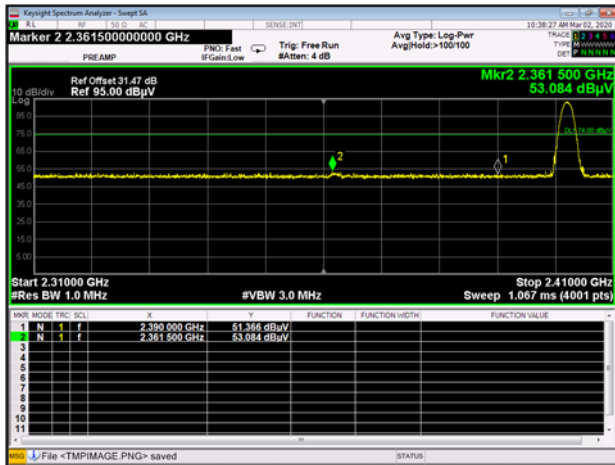 Keysight Spectrum Analyzer - Swept SA
RL RF 50 Ω AC SENSE:INT 10:38:27 AM Mar 02, 2020
Marker 2 2.361500000000 GHz
PREAMP
PNO: Fast
IFGain:Low
Trig: Free Run
#Atten: 4 dB
Avg Type: Log-Pwr
Avg|Hold:>100/100
TRACE 1 2 3 4 5 6
TYPE M W W W W W
DET P N N N N N
Mkr2 2.361 500 GHz
53.084 dBµV
Ref Offset 31.47 dB
10 dB/div Ref 95.00 dBµV
Log
85.0
75.0
DL1 74.00 dBµV
65.0
2
1
55.0
45.0
35.0
25.0
15.0
5.00
Start 2.31000 GHz Stop 2.41000 GHz
#Res BW 1.0 MHz #VBW 3.0 MHz Sweep 1.067 ms (4001 pts)
MKR MODE TRC SCL X Y FUNCTION FUNCTION WIDTH FUNCTION VALUE
1 N 1 f 2.390 000 GHz 51.366 dBµV
2 N 1 f 2.361 500 GHz 53.084 dBµV
3
4
5
6
7
8
9
10
11
MSG File <TMPIMAGE.PNG> saved STATUS